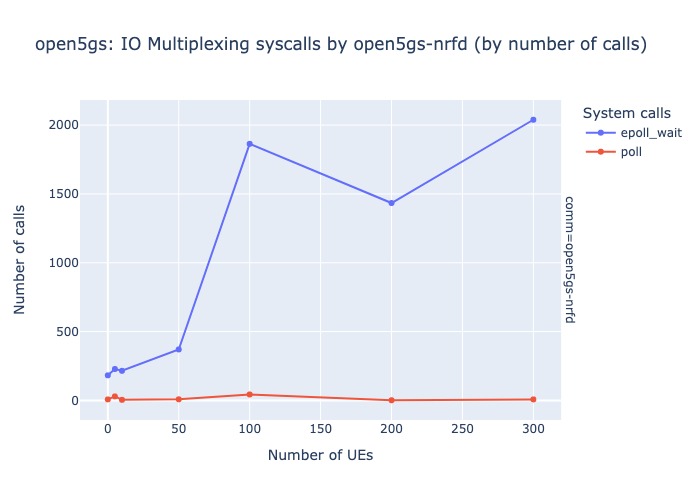 open5gs: IO Multiplexing syscalls by open5gs-nrfd (by number of calls)
System calls
epoll_wait
poll
Number of calls
2000
1500
1000
500
0
comm=open5gs-nrfd
0 50 100 150 200 250 300
Number of UEs